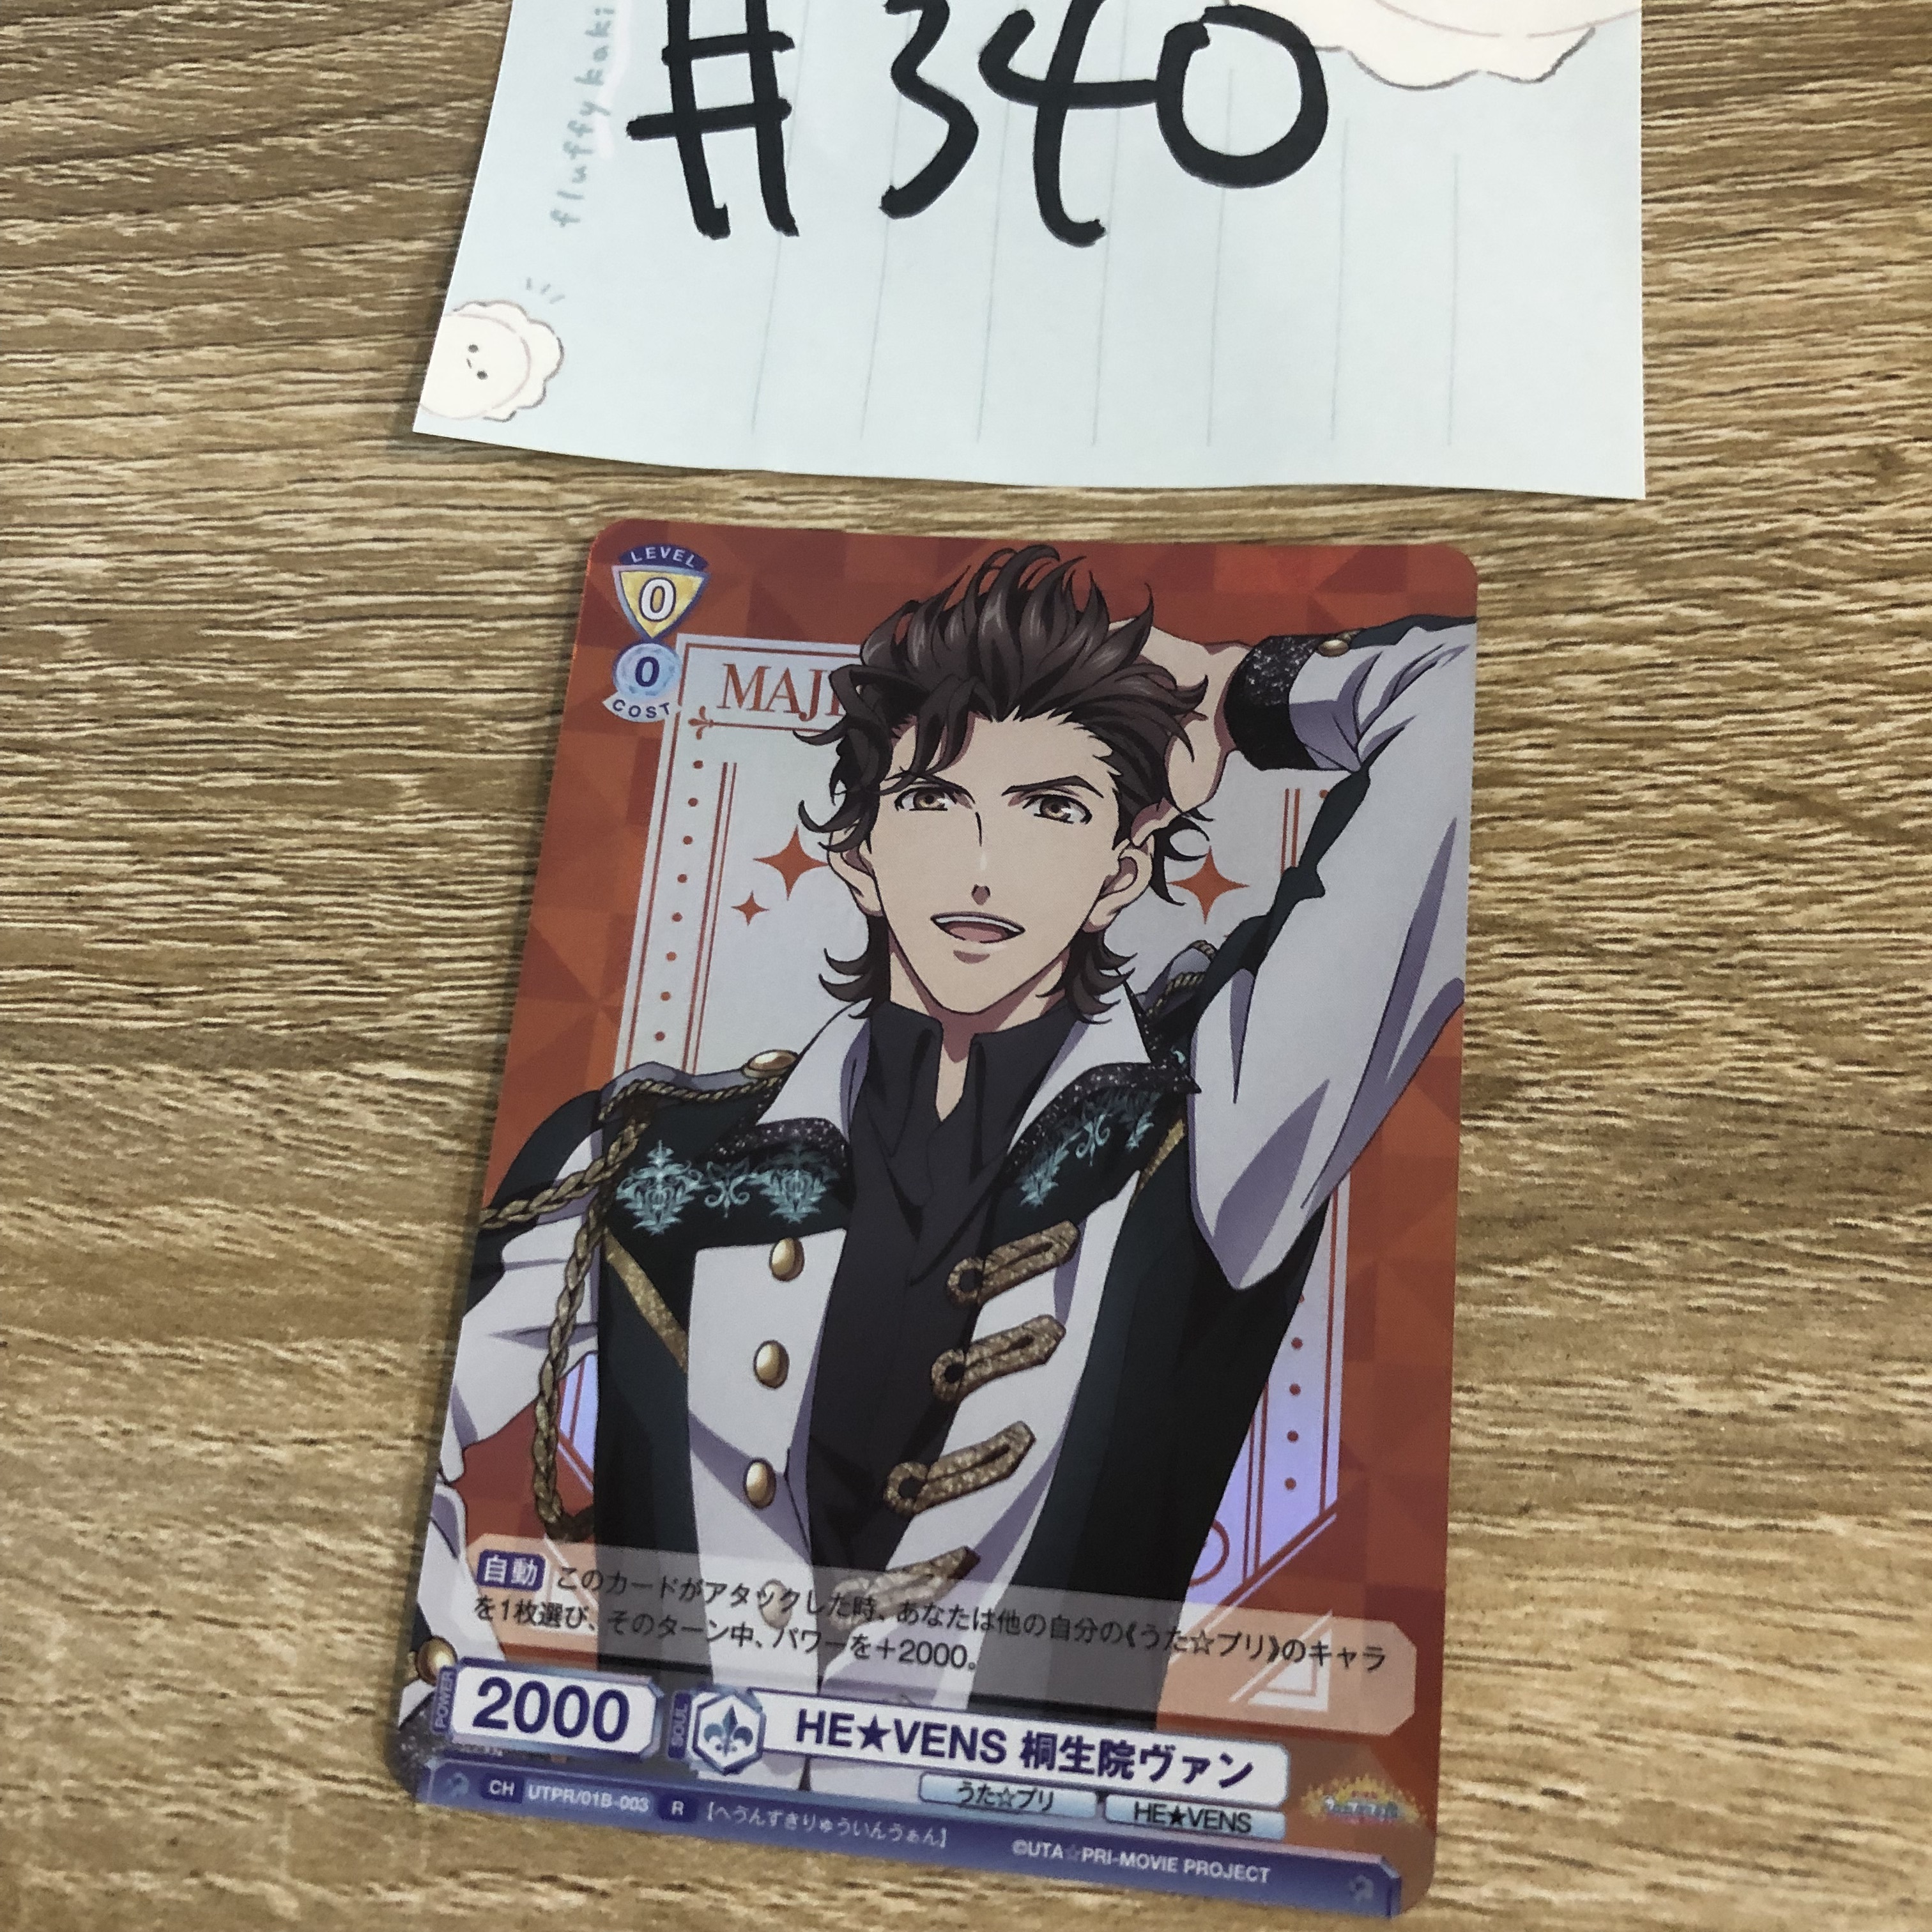 #340
fluffy kaki
LEVEL
0
0
COST
MAJI
自動 このカードがアタックした時、あなたは他の自分の《うた☆プリ》のキャラ
を1枚選び、そのターン中、パワーを+2000。
POWER
2000
SOUL
HE★VENS 桐生院ヴァン
うた☆プリ
HE★VENS
CH UTPR/01B-003 R 【へうんずきりゅういんうぁん】
©UTA☆PRI-MOVIE PROJECT